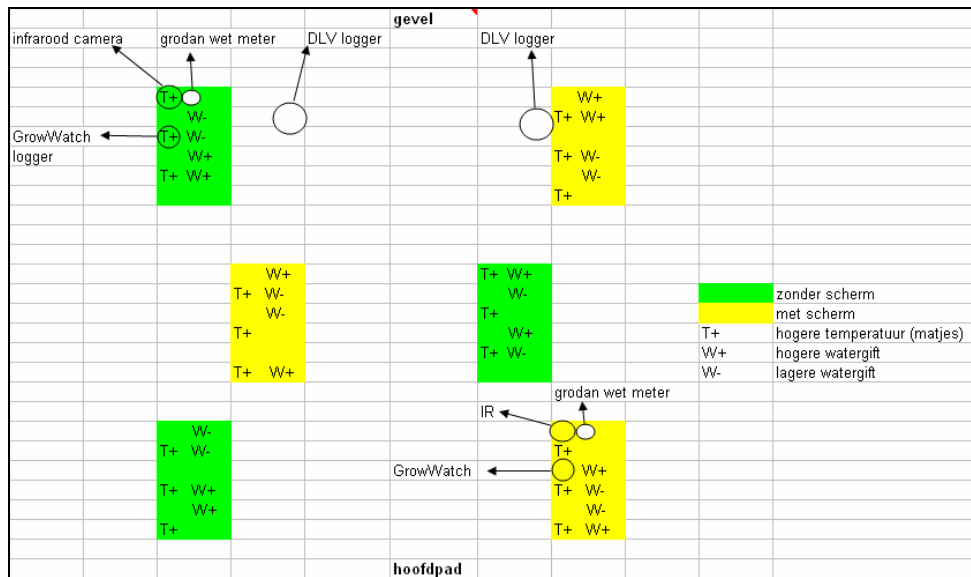 gevel
infrarood camera grodan wet meter DLV logger DLV logger
T+ W+
W- T+ W+
GrowWatch T+ W-
logger W+ T+ W-
T+ W+ W-
T+
W+ T+ W+
T+ W- W-
W- T+ zonder scherm
T+ W+ met scherm
T+ W- T+ hogere temperatuur (matjes)
W+ hogere watergift
T+ W+ W- lagere watergift
grodan wet meter
IR
W-
T+ W- T+
GrowWatch W+
T+ W+ T+ W-
W+ W-
T+ T+ W+
hoofdpad